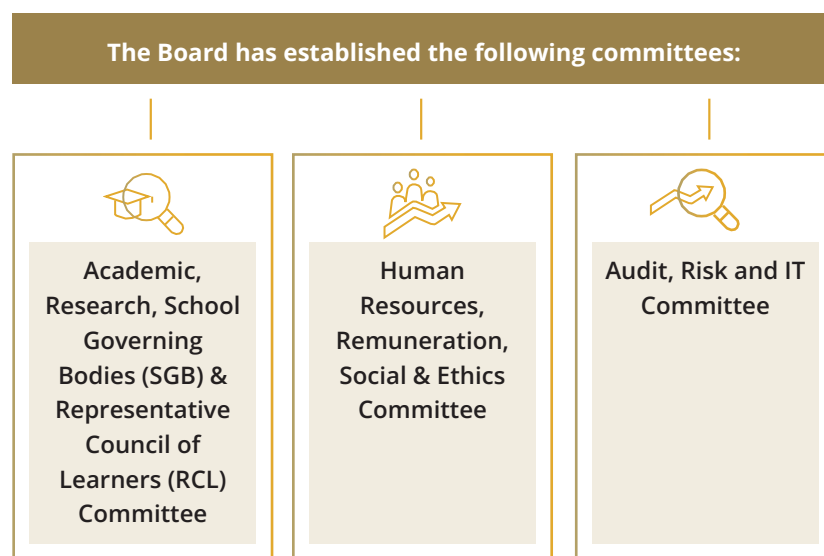 The Board has established the following committees:
Academic,
Research, School
Governing
Bodies (SGB) &
Representative
Council of
Learners (RCL)
Committee
Human
Resources,
Remuneration,
Social & Ethics
Committee
Audit, Risk and IT
Committee